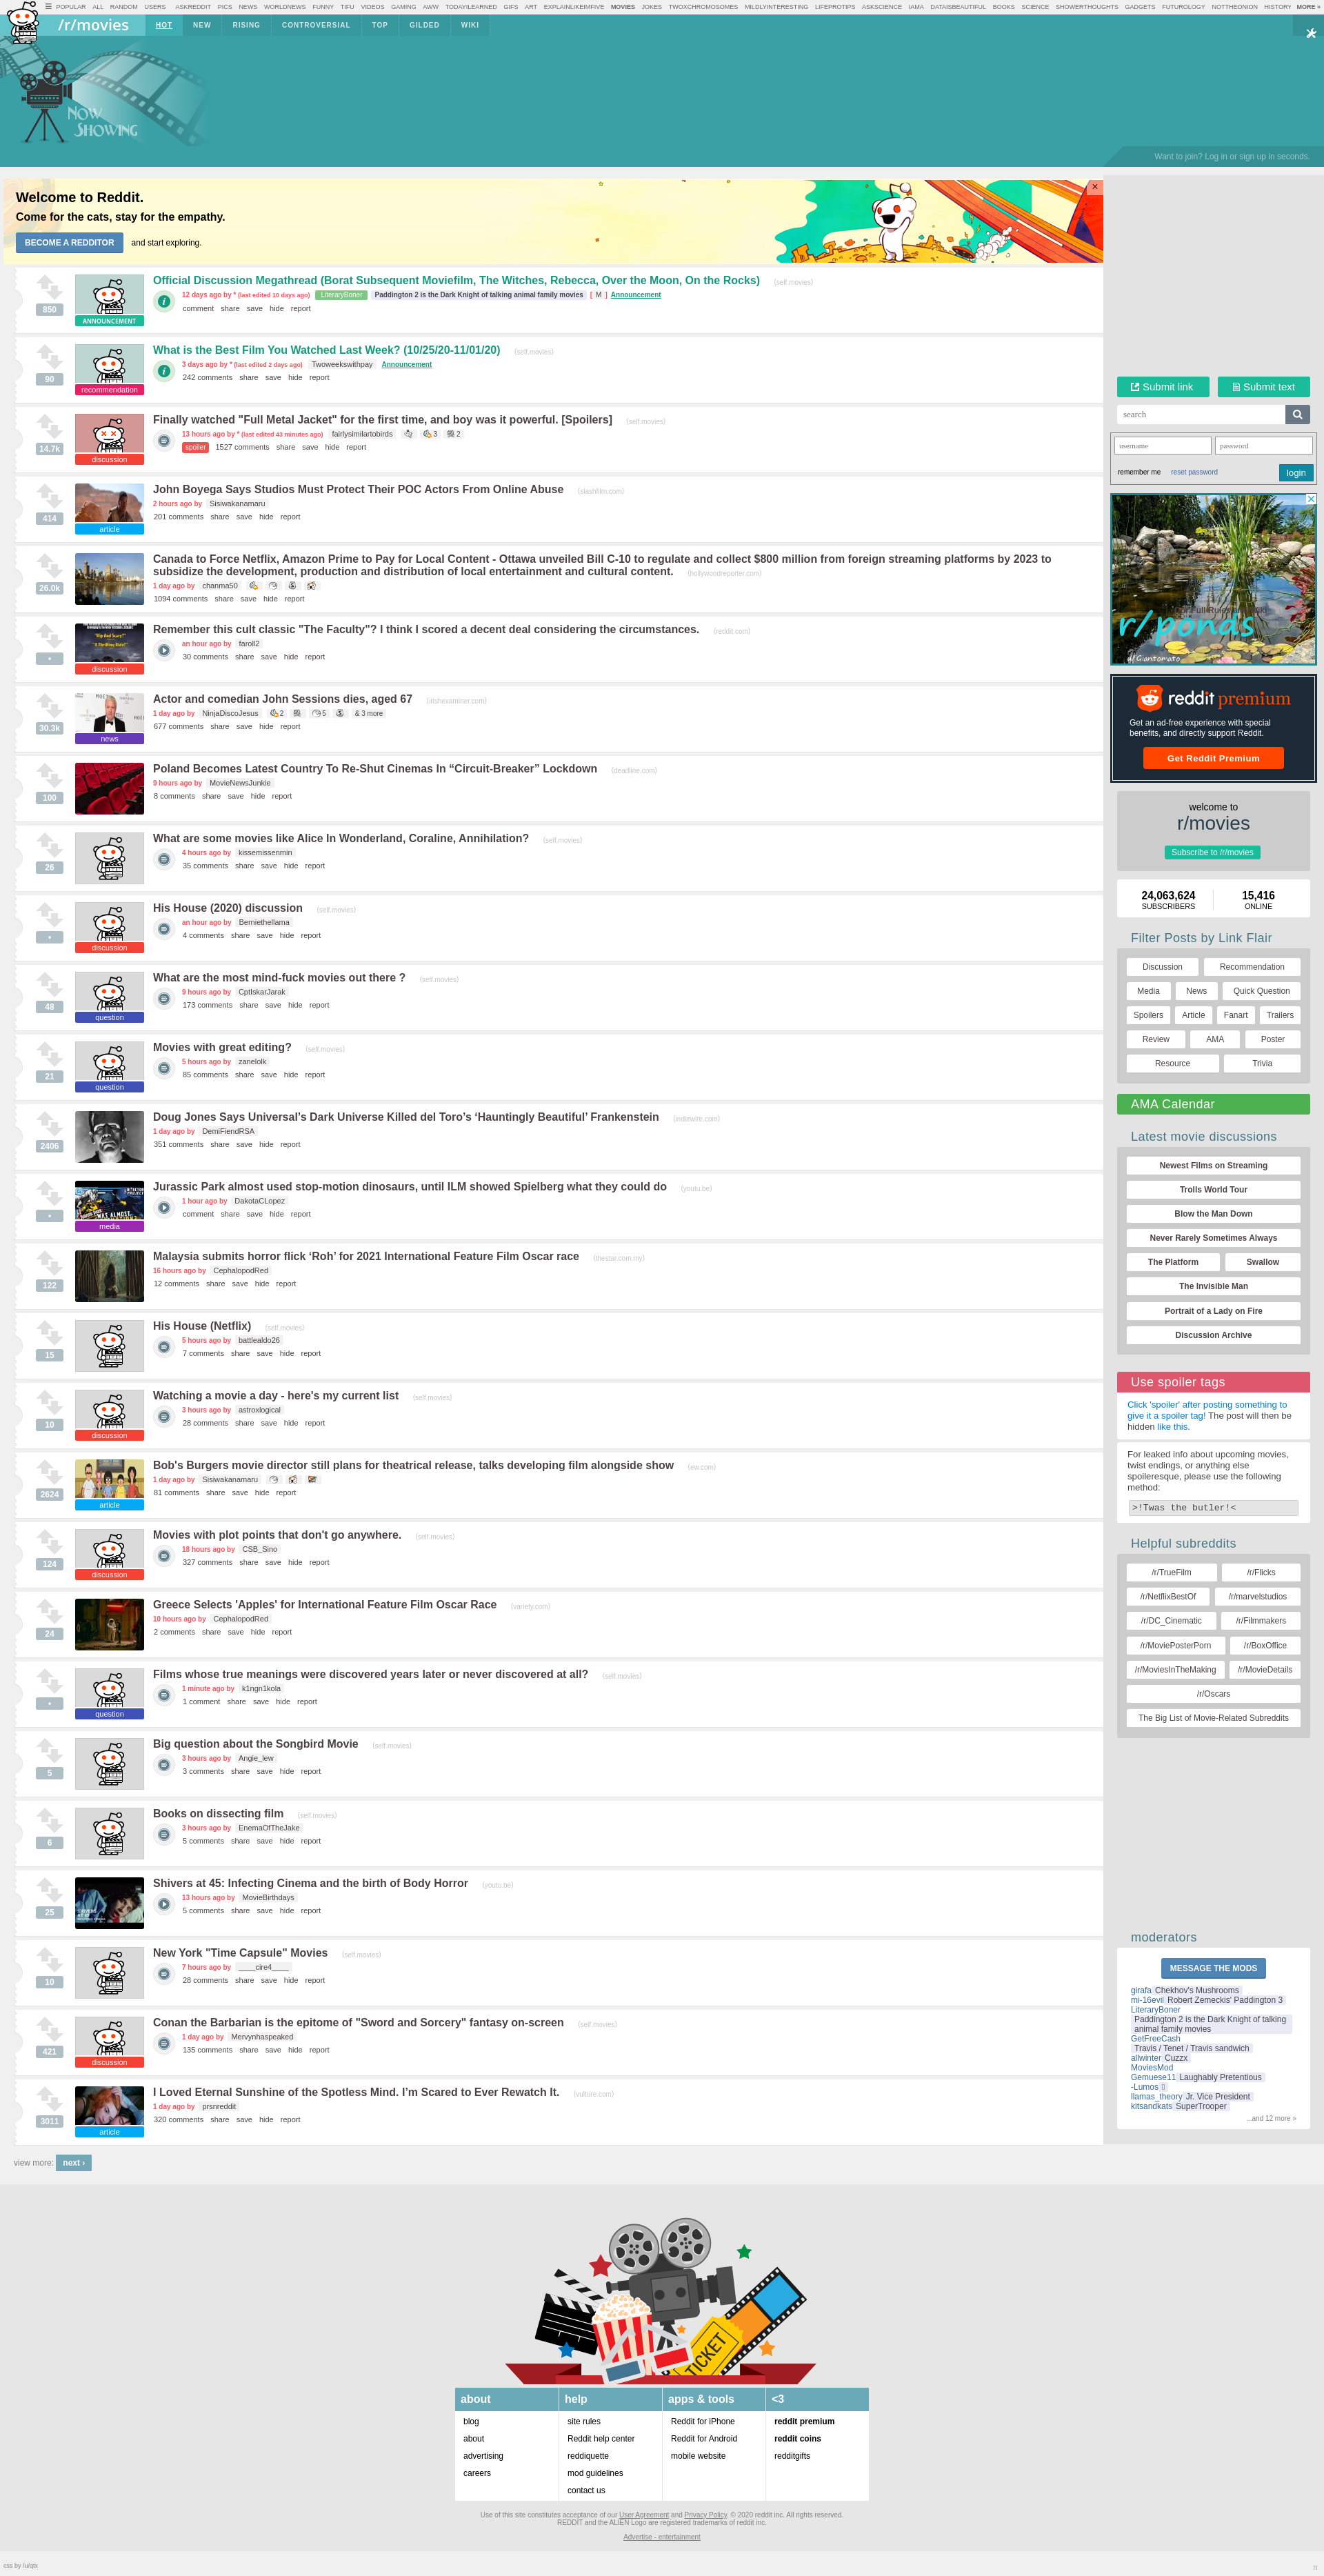 POPULAR ALL RANDOM USERS ASKREDDIT PICS NEWS WORLDNEWS FUNNY TIFU VIDEOS GAMING AWW TODAYILEARNED GIFS ART EXPLAINLIKEIMFIVE MOVIES JOKES TWOXCHROMOSOMES MILDLYINTERESTING LIFEPROTIPS ASKSCIENCE IAMA DATAISBEAUTIFUL BOOKS SCIENCE SHOWERTHOUGHTS GADGETS FUTUROLOGY NOTTHEONION HISTORY MORE »
/r/movies HOT NEW RISING CONTROVERSIAL TOP GILDED WIKI
NOW SHOWING
Want to join? Log in or sign up in seconds.
Welcome to Reddit.
Come for the cats, stay for the empathy.
BECOME A REDDITOR and start exploring.
850
ANNOUNCEMENT
Official Discussion Megathread (Borat Subsequent Moviefilm, The Witches, Rebecca, Over the Moon, On the Rocks) (self.movies)
12 days ago by * (last edited 10 days ago) LiteraryBoner Paddington 2 is the Dark Knight of talking animal family movies [ M ] Announcement
comment share save hide report
90
recommendation
What is the Best Film You Watched Last Week? (10/25/20-11/01/20) (self.movies)
3 days ago by * (last edited 2 days ago) Twoweekswithpay Announcement
242 comments share save hide report
14.7k
discussion
Finally watched "Full Metal Jacket" for the first time, and boy was it powerful. [Spoilers] (self.movies)
13 hours ago by * (last edited 43 minutes ago) fairlysimilartobirds 3 2
spoiler 1527 comments share save hide report
414
article
John Boyega Says Studios Must Protect Their POC Actors From Online Abuse (slashfilm.com)
2 hours ago by Sisiwakanamaru
201 comments share save hide report
26.0k
Canada to Force Netflix, Amazon Prime to Pay for Local Content - Ottawa unveiled Bill C-10 to regulate and collect $800 million from foreign streaming platforms by 2023 to
subsidize the development, production and distribution of local entertainment and cultural content. (hollywoodreporter.com)
1 day ago by chanma50
1094 comments share save hide report
•
discussion
Remember this cult classic "The Faculty"? I think I scored a decent deal considering the circumstances. (reddit.com)
an hour ago by faroll2
30 comments share save hide report
30.3k
news
Actor and comedian John Sessions dies, aged 67 (irishexaminer.com)
1 day ago by NinjaDiscoJesus 2 5 & 3 more
677 comments share save hide report
100
Poland Becomes Latest Country To Re-Shut Cinemas In “Circuit-Breaker” Lockdown (deadline.com)
9 hours ago by MovieNewsJunkie
8 comments share save hide report
26
What are some movies like Alice In Wonderland, Coraline, Annihilation? (self.movies)
4 hours ago by kissemissenmin
35 comments share save hide report
•
discussion
His House (2020) discussion (self.movies)
an hour ago by Berniethellama
4 comments share save hide report
48
question
What are the most mind-fuck movies out there ? (self.movies)
9 hours ago by CptIskarJarak
173 comments share save hide report
21
question
Movies with great editing? (self.movies)
5 hours ago by zanelolk
85 comments share save hide report
2406
Doug Jones Says Universal’s Dark Universe Killed del Toro’s ‘Hauntingly Beautiful’ Frankenstein (indiewire.com)
1 day ago by DemiFiendRSA
351 comments share save hide report
•
media
Jurassic Park almost used stop-motion dinosaurs, until ILM showed Spielberg what they could do (youtu.be)
1 hour ago by DakotaCLopez
comment share save hide report
122
Malaysia submits horror flick ‘Roh’ for 2021 International Feature Film Oscar race (thestar.com.my)
16 hours ago by CephalopodRed
12 comments share save hide report
15
His House (Netflix) (self.movies)
5 hours ago by battlealdo26
7 comments share save hide report
10
discussion
Watching a movie a day - here's my current list (self.movies)
3 hours ago by astroxlogical
28 comments share save hide report
2624
article
Bob's Burgers movie director still plans for theatrical release, talks developing film alongside show (ew.com)
1 day ago by Sisiwakanamaru
81 comments share save hide report
124
discussion
Movies with plot points that don't go anywhere. (self.movies)
18 hours ago by CSB_Sino
327 comments share save hide report
24
Greece Selects 'Apples' for International Feature Film Oscar Race (variety.com)
10 hours ago by CephalopodRed
2 comments share save hide report
•
question
Films whose true meanings were discovered years later or never discovered at all? (self.movies)
1 minute ago by k1ngn1kola
1 comment share save hide report
5
Big question about the Songbird Movie (self.movies)
3 hours ago by Angie_lew
3 comments share save hide report
6
Books on dissecting film (self.movies)
3 hours ago by EnemaOfTheJake
5 comments share save hide report
25
Shivers at 45: Infecting Cinema and the birth of Body Horror (youtu.be)
13 hours ago by MovieBirthdays
5 comments share save hide report
10
New York "Time Capsule" Movies (self.movies)
7 hours ago by ____cire4____
28 comments share save hide report
421
discussion
Conan the Barbarian is the epitome of "Sword and Sorcery" fantasy on-screen (self.movies)
1 day ago by Mervynhaspeaked
135 comments share save hide report
3011
article
I Loved Eternal Sunshine of the Spotless Mind. I’m Scared to Ever Rewatch It. (vulture.com)
1 day ago by prsnreddit
320 comments share save hide report
view more: next ›
Submit link Submit text
search
username password
remember me reset password login
r/ponds
u/Giantomato
reddit premium
Get an ad-free experience with special
benefits, and directly support Reddit.
Get Reddit Premium
welcome to
r/movies
Subscribe to /r/movies
24,063,624 15,416
SUBSCRIBERS ONLINE
Filter Posts by Link Flair
Discussion Recommendation
Media News Quick Question
Spoilers Article Fanart Trailers
Review AMA Poster
Resource Trivia
AMA Calendar
Latest movie discussions
Newest Films on Streaming
Trolls World Tour
Blow the Man Down
Never Rarely Sometimes Always
The Platform Swallow
The Invisible Man
Portrait of a Lady on Fire
Discussion Archive
Use spoiler tags
Click 'spoiler' after posting something to
give it a spoiler tag! The post will then be
hidden like this.
For leaked info about upcoming movies,
twist endings, or anything else
spoileresque, please use the following
method:
>!Twas the butler!<
Helpful subreddits
/r/TrueFilm /r/Flicks
/r/NetflixBestOf /r/marvelstudios
/r/DC_Cinematic /r/Filmmakers
/r/MoviePosterPorn /r/BoxOffice
/r/MoviesInTheMaking /r/MovieDetails
/r/Oscars
The Big List of Movie-Related Subreddits
moderators
MESSAGE THE MODS
girafa Chekhov's Mushrooms
mi-16evil Robert Zemeckis' Paddington 3
LiteraryBoner
Paddington 2 is the Dark Knight of talking
animal family movies
GetFreeCash
Travis / Tenet / Travis sandwich
allwinter Cuzzx
MoviesMod
Gemuese11 Laughably Pretentious
-Lumos
llamas_theory Jr. Vice President
kitsandkats SuperTrooper
...and 12 more »
TICKET
about help apps & tools <3
blog site rules Reddit for iPhone reddit premium
about Reddit help center Reddit for Android reddit coins
advertising reddiquette mobile website redditgifts
careers mod guidelines
contact us
Use of this site constitutes acceptance of our User Agreement and Privacy Policy. © 2020 reddit inc. All rights reserved.
REDDIT and the ALIEN Logo are registered trademarks of reddit inc.
Advertise - entertainment
css by /u/qtx
π